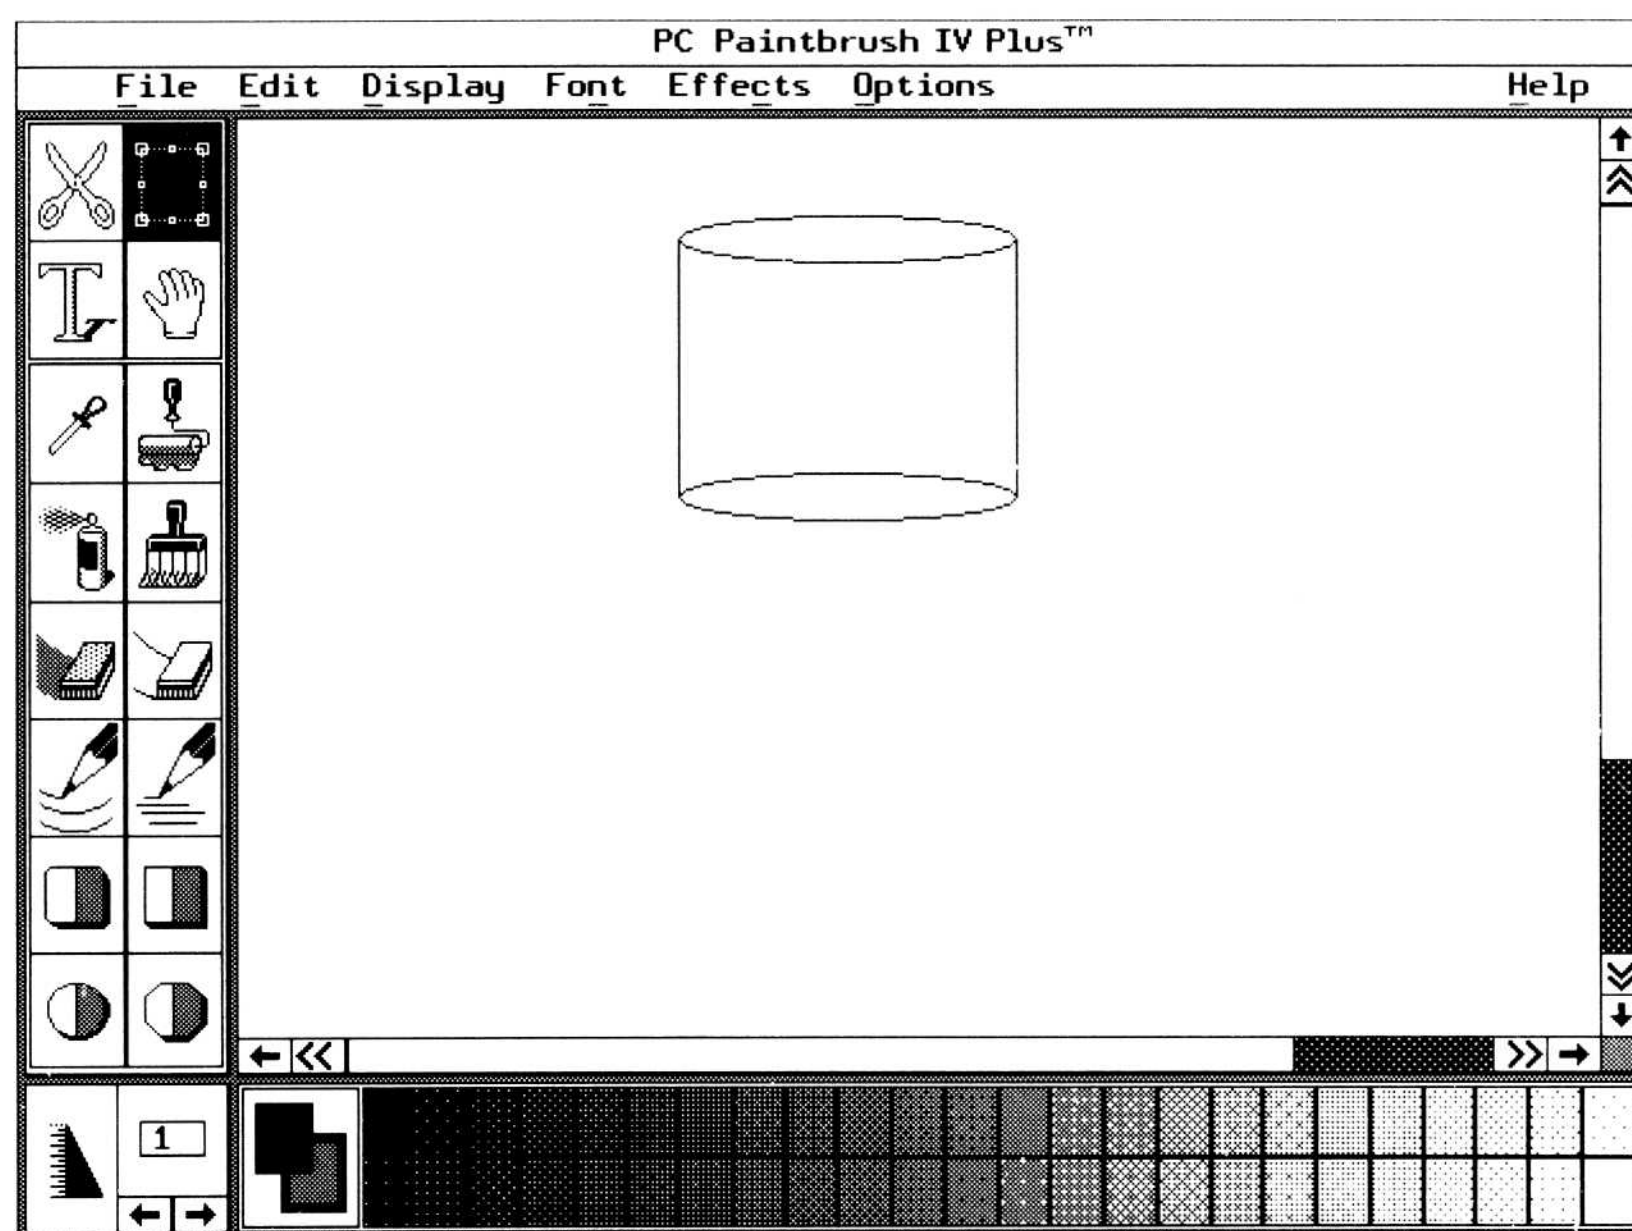 PC Paintbrush IV Plus™
File Edit Display Font Effects Options Help
T T
1